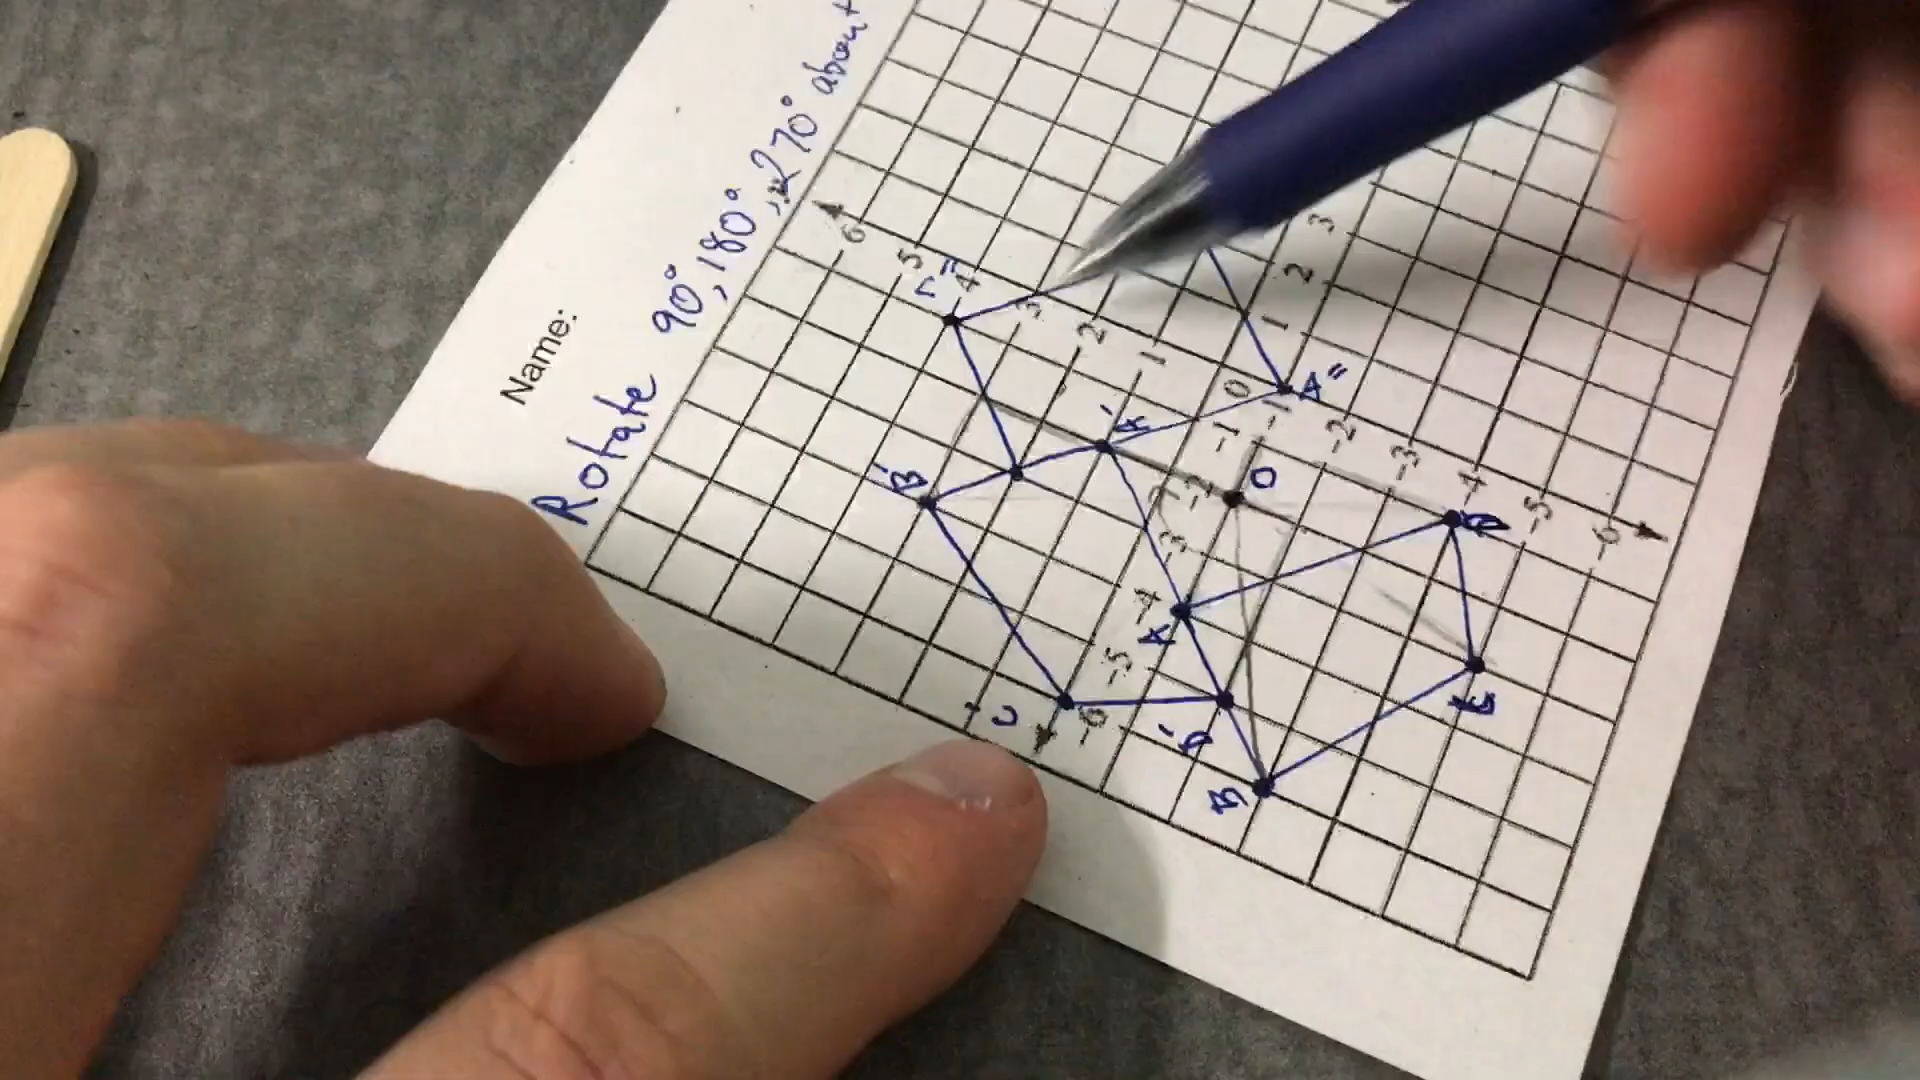 Name:
Rotate 90°, 180°, 270° about
6 5 4 3 2 1 0 -1 -2 -3 -4 -5 -6
3
2
1
-1
-2
-3
-4
-5
-6
A"
A'
B'
O
A
D'
B
C